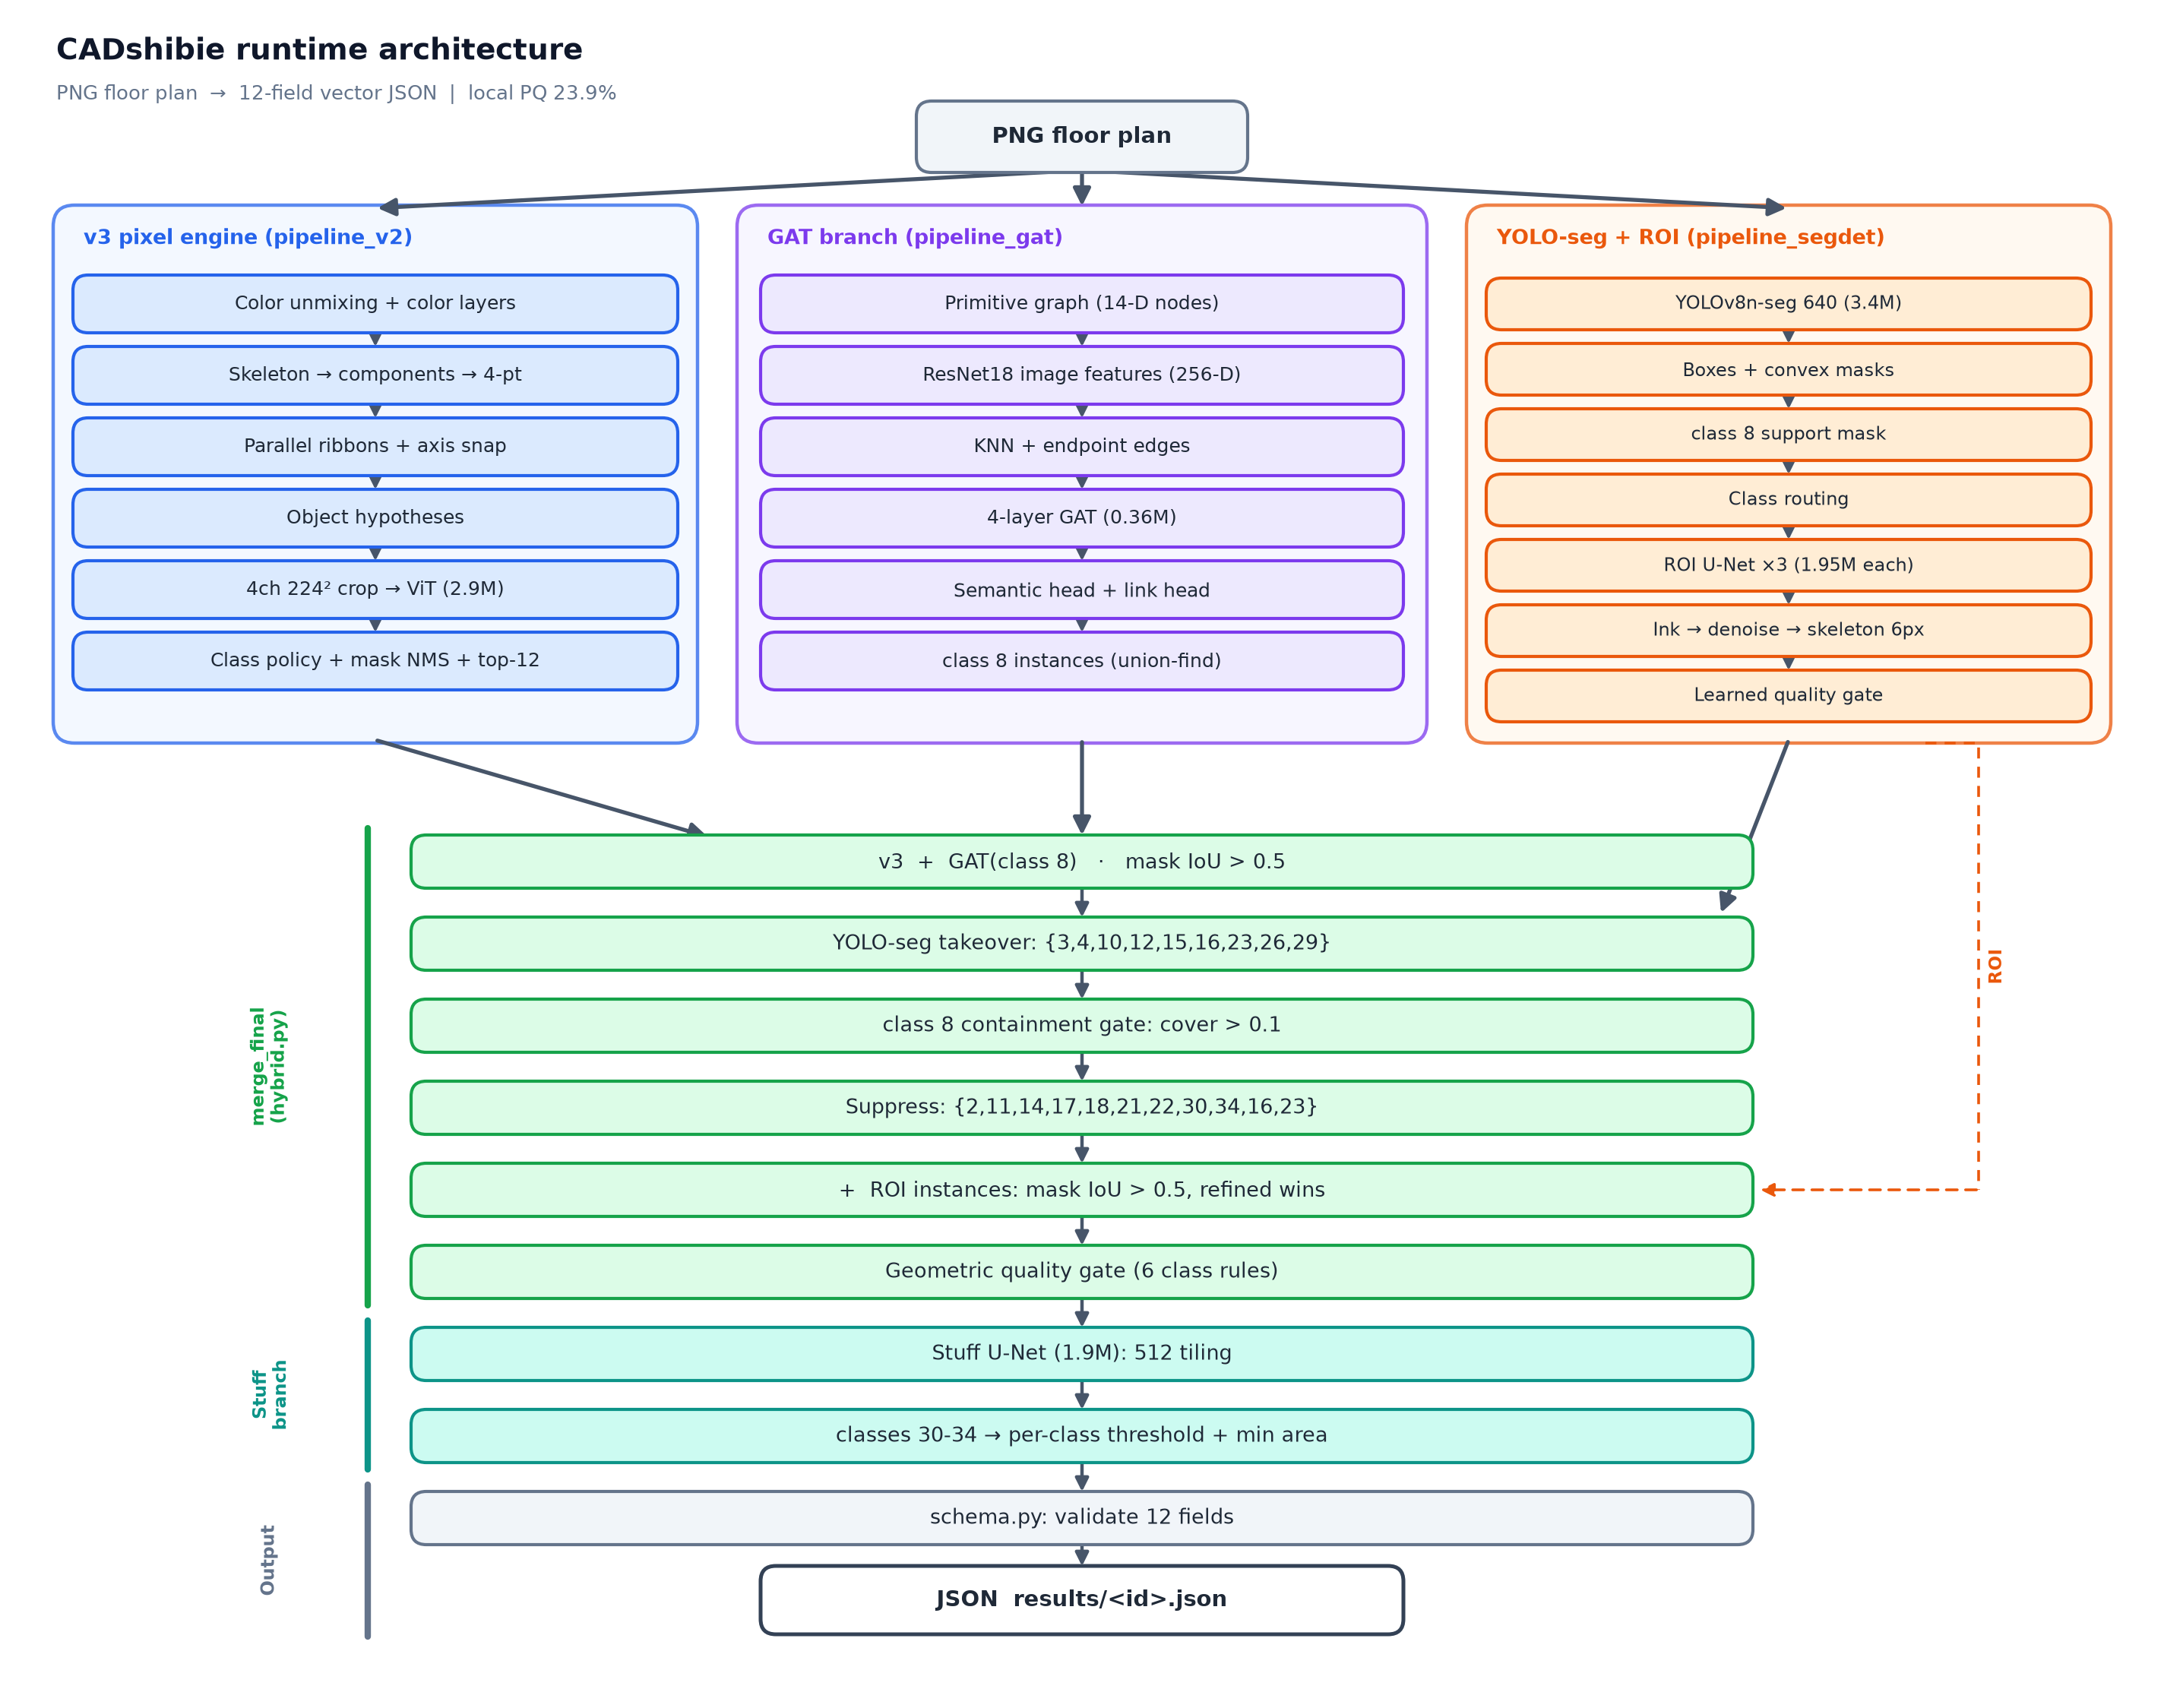 CADshibie runtime architecture
PNG floor plan → 12-field vector JSON | local PQ 23.9%
PNG floor plan
v3 pixel engine (pipeline_v2)
Color unmixing + color layers
Skeleton → components → 4-pt
Parallel ribbons + axis snap
Object hypotheses
4ch 224² crop → ViT (2.9M)
Class policy + mask NMS + top-12
GAT branch (pipeline_gat)
Primitive graph (14-D nodes)
ResNet18 image features (256-D)
KNN + endpoint edges
4-layer GAT (0.36M)
Semantic head + link head
class 8 instances (union-find)
YOLO-seg + ROI (pipeline_segdet)
YOLOv8n-seg 640 (3.4M)
Boxes + convex masks
class 8 support mask
Class routing
ROI U-Net ×3 (1.95M each)
Ink → denoise → skeleton 6px
Learned quality gate
merge_final
(hybrid.py)
v3 + GAT(class 8) · mask IoU > 0.5
YOLO-seg takeover: {3,4,10,12,15,16,23,26,29}
class 8 containment gate: cover > 0.1
Suppress: {2,11,14,17,18,21,22,30,34,16,23}
+ ROI instances: mask IoU > 0.5, refined wins
Geometric quality gate (6 class rules)
ROI
Stuff
branch
Stuff U-Net (1.9M): 512 tiling
classes 30-34 → per-class threshold + min area
Output
schema.py: validate 12 fields
JSON results/<id>.json